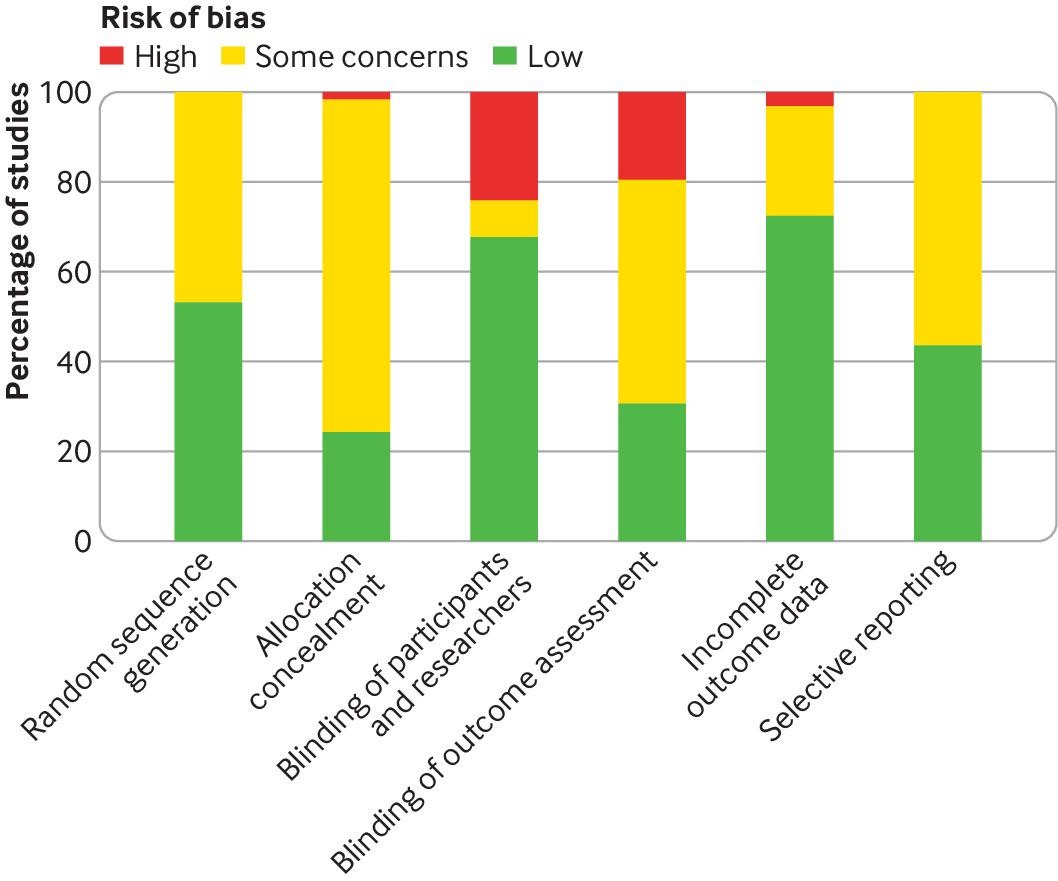 Risk of bias
High Some concerns Low
Percentage of studies
100
80
60
40
20
0
Random sequence
generation
Allocation
concealment
Blinding of participants
and researchers
Blinding of outcome assessment
Incomplete
outcome data
Selective reporting